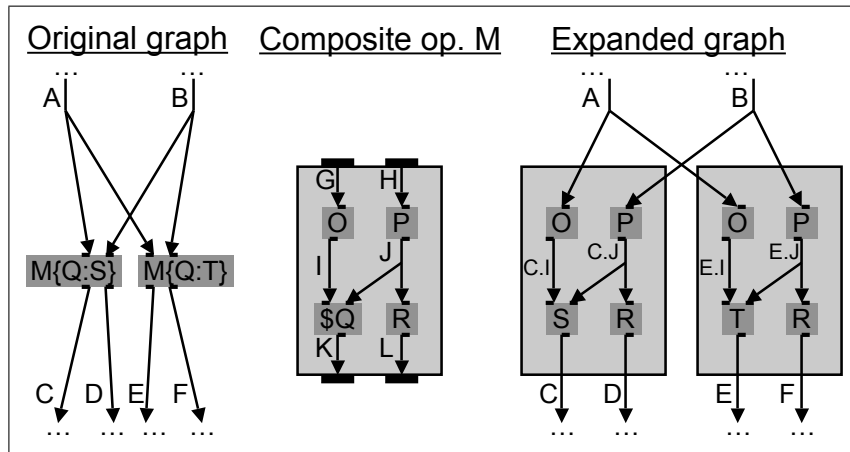 Original graph Composite op. M Expanded graph
... ... ... ...
A B A B
G H
O P O P O P
I J C.I C.J E.I E.J
M{Q:S} M{Q:T}
$Q R S R T R
K L
C D E F C D E F
... ... ... ... ... ... ... ...